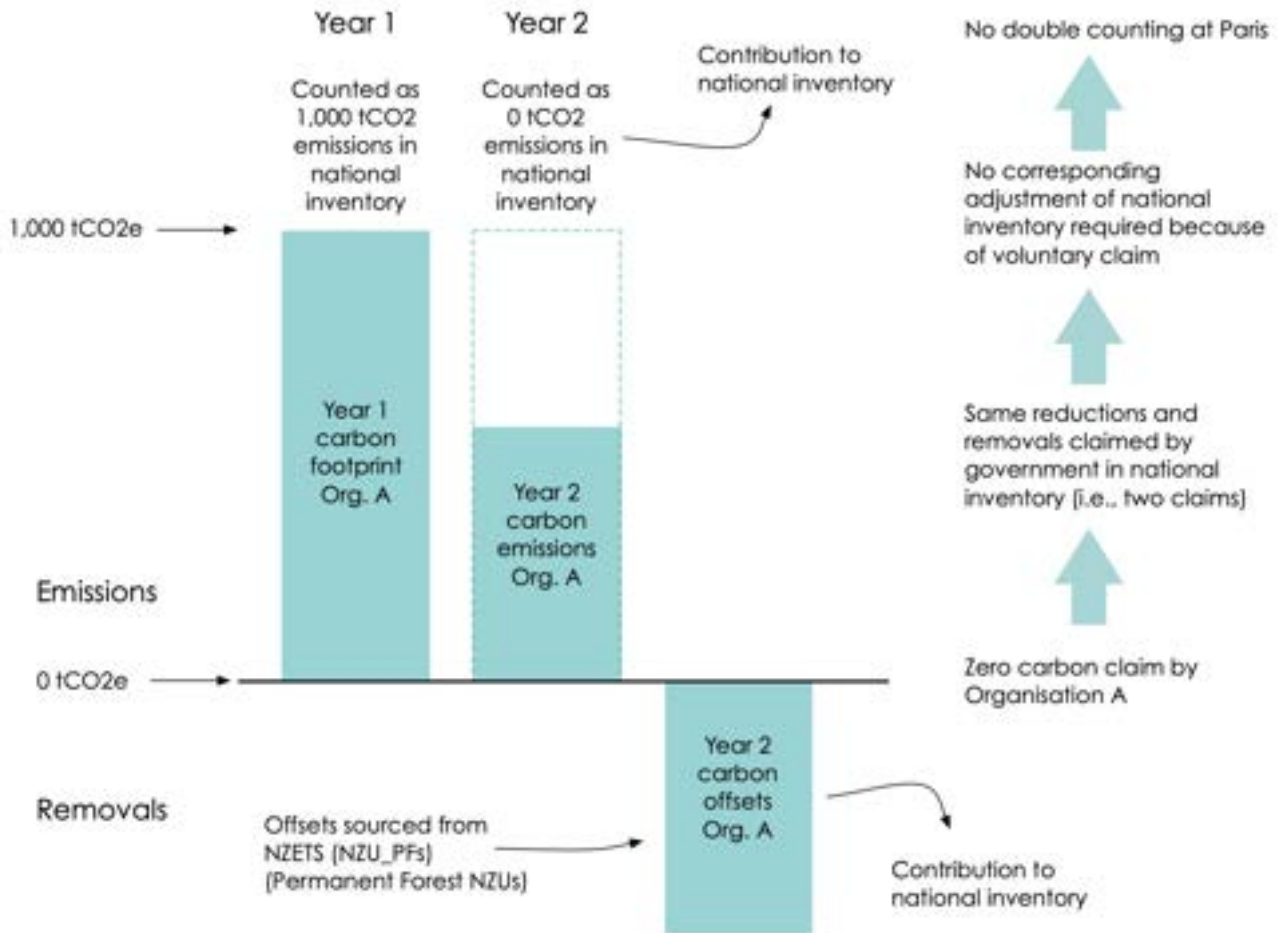 Year 1
Year 2
Counted as
1,000 tCO2
emissions in
national
inventory
Counted as
0 tCO2
emissions in
national
inventory
Contribution to
national inventory
1,000 tCO2e
Year 1
carbon
footprint
Org. A
Year 2
carbon
emissions
Org. A
Emissions
0 tCO2e
Removals
Offsets sourced from
NZETS (NZU_PFs)
(Permanent Forest NZUs)
Year 2
carbon
offsets
Org. A
Contribution to
national inventory
No double counting at Paris
No corresponding
adjustment of national
inventory required because
of voluntary claim
Same reductions and
removals claimed by
government in national
inventory (i.e., two claims)
Zero carbon claim by
Organisation A